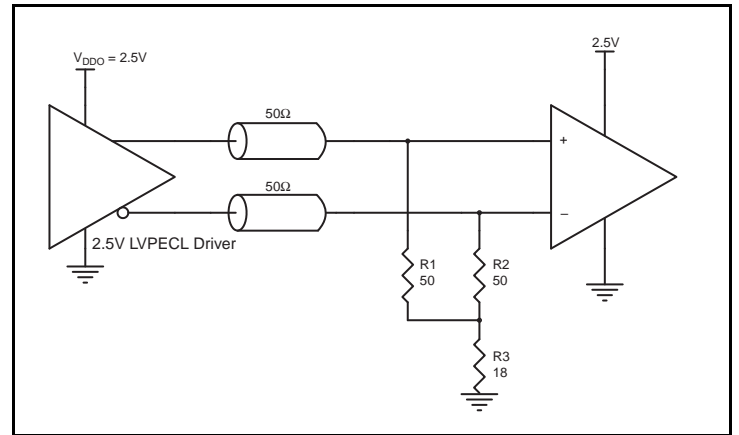 V_DDO = 2.5V
2.5V
50Ω
+
50Ω
−
2.5V LVPECL Driver
R1
50
R2
50
R3
18